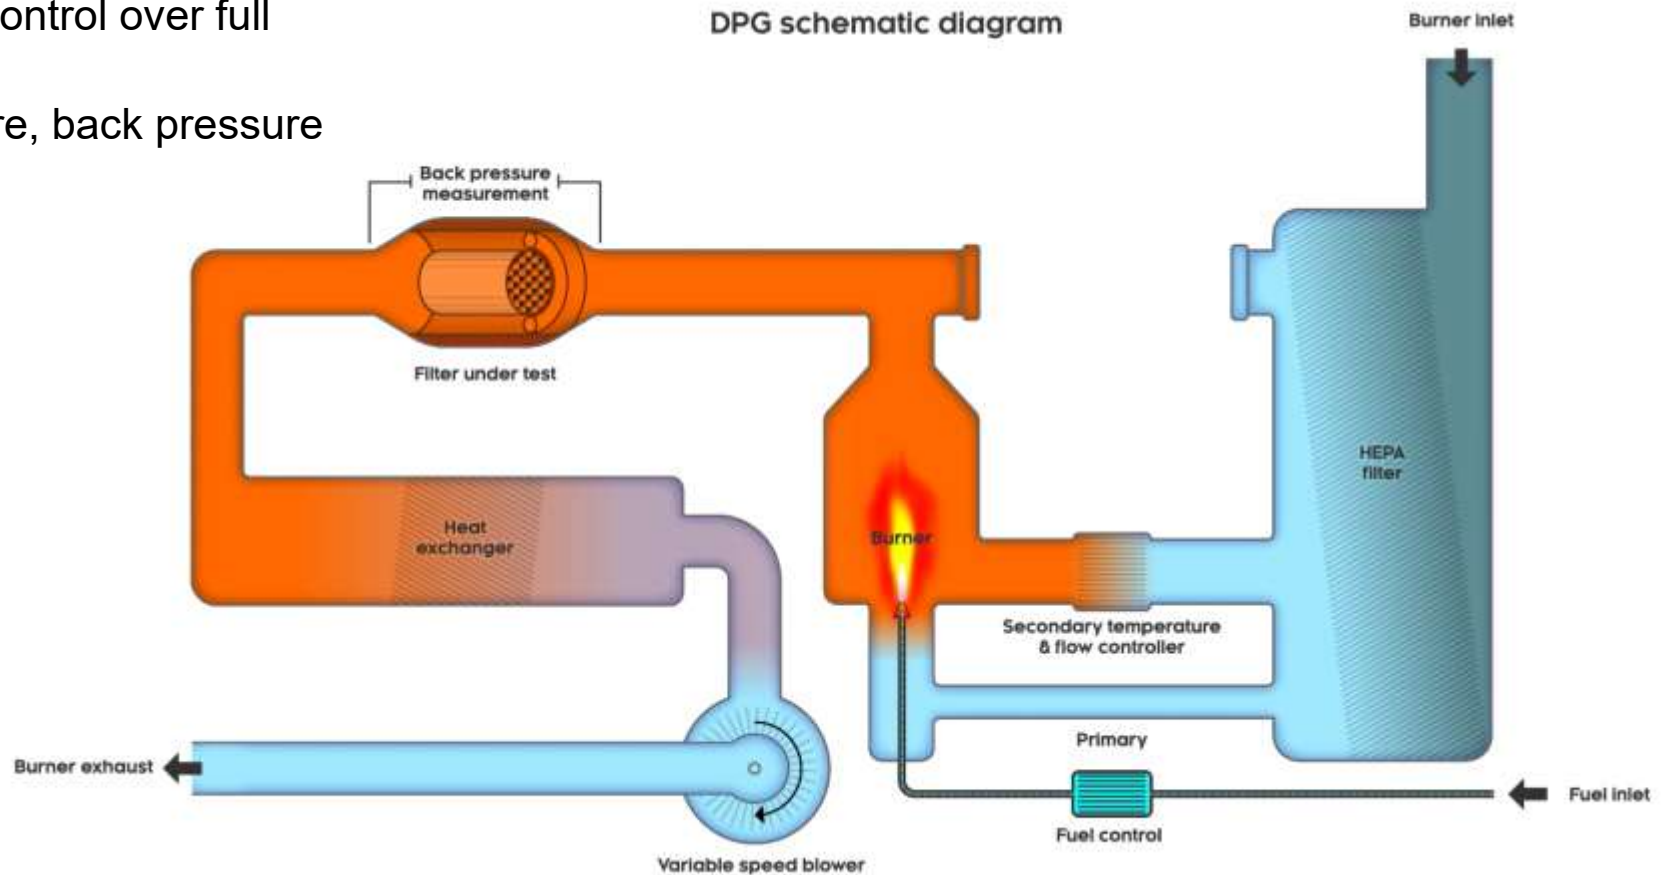 ontrol over full
re, back pressure
DPG schematic diagram
Burner inlet
Back pressure
measurement
Filter under test
HEPA
filter
Heat
exchanger
Burner
Secondary temperature
& flow controller
Primary
Burner exhaust
Fuel inlet
Fuel control
Variable speed blower